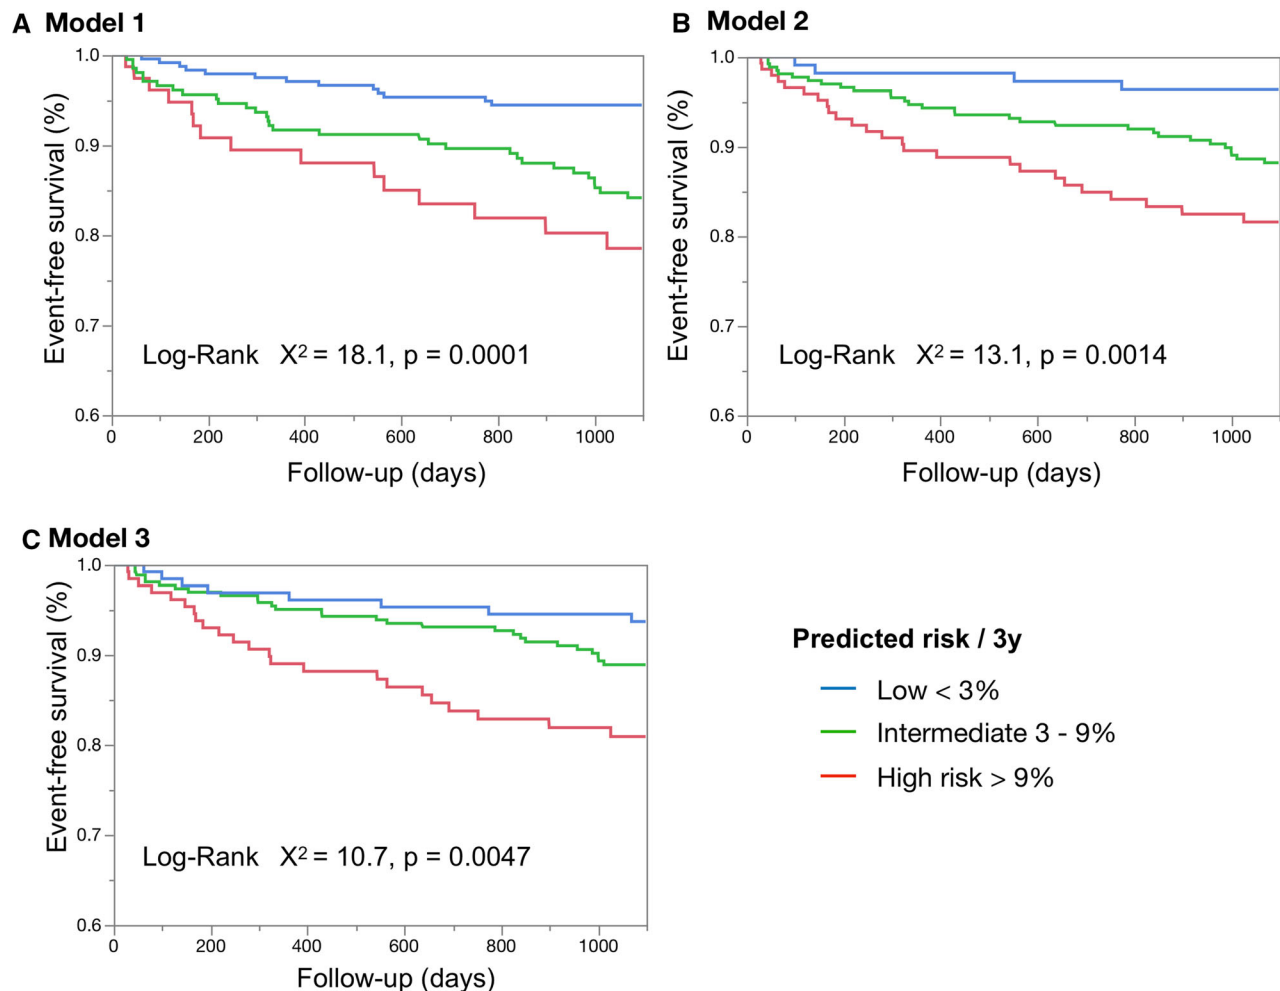 A Model 1
1.0
0.9
0.8
0.7
0.6
Event-free survival (%)
Log-Rank X² = 18.1, p = 0.0001
0 200 400 600 800 1000
Follow-up (days)
B Model 2
1.0
0.9
0.8
0.7
0.6
Event-free survival (%)
Log-Rank X² = 13.1, p = 0.0014
0 200 400 600 800 1000
Follow-up (days)
C Model 3
1.0
0.9
0.8
0.7
0.6
Event-free survival (%)
Log-Rank X² = 10.7, p = 0.0047
0 200 400 600 800 1000
Follow-up (days)
Predicted risk / 3y
Low < 3%
Intermediate 3 - 9%
High risk > 9%